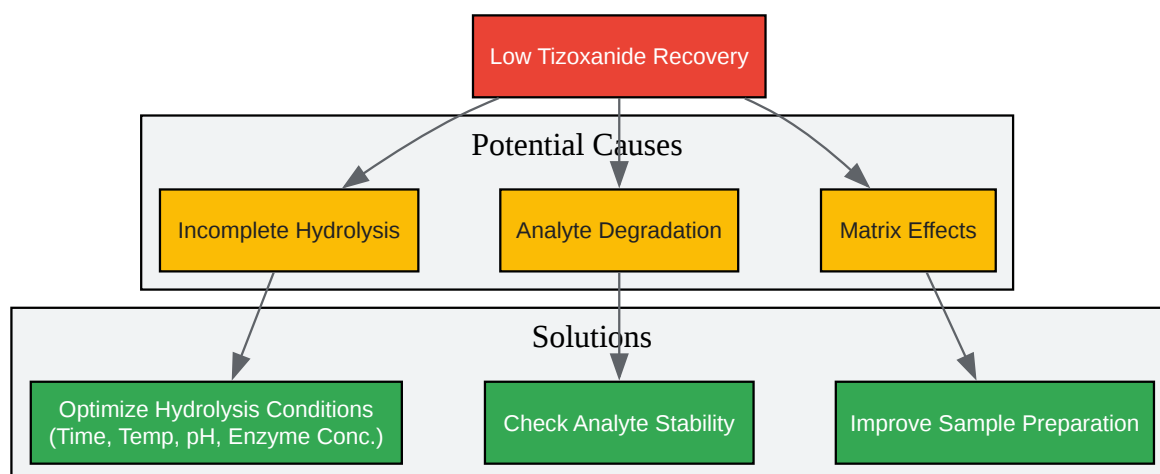 Low Tizoxanide Recovery
Potential Causes
Incomplete Hydrolysis
Analyte Degradation
Matrix Effects
Solutions
Optimize Hydrolysis Conditions
(Time, Temp, pH, Enzyme Conc.)
Check Analyte Stability
Improve Sample Preparation